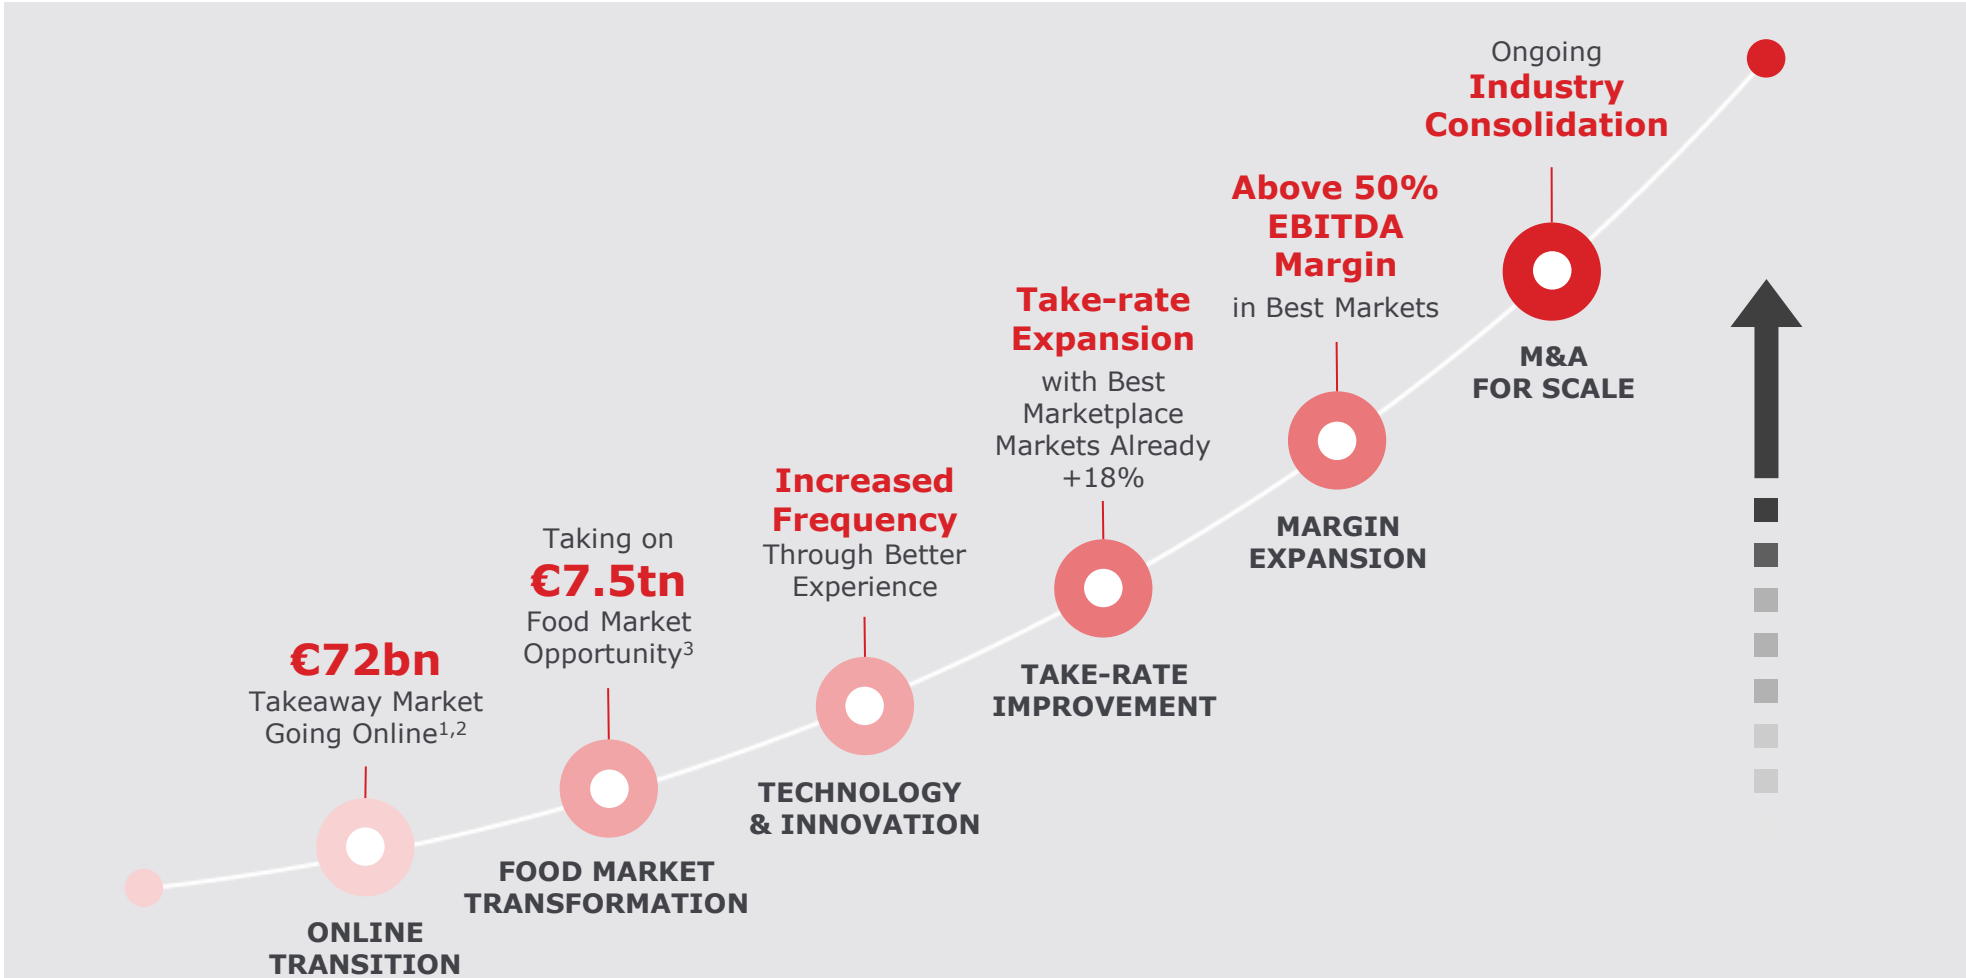 €72bn
Takeaway Market
Going Online1,2
ONLINE
TRANSITION
Taking on
€7.5tn
Food Market
Opportunity3
FOOD MARKET
TRANSFORMATION
Increased
Frequency
Through Better
Experience
TECHNOLOGY
& INNOVATION
Take-rate
Expansion
with Best
Marketplace
Markets Already
+18%
TAKE-RATE
IMPROVEMENT
Above 50%
EBITDA
Margin
in Best Markets
MARGIN
EXPANSION
Ongoing
Industry
Consolidation
M&A
FOR SCALE